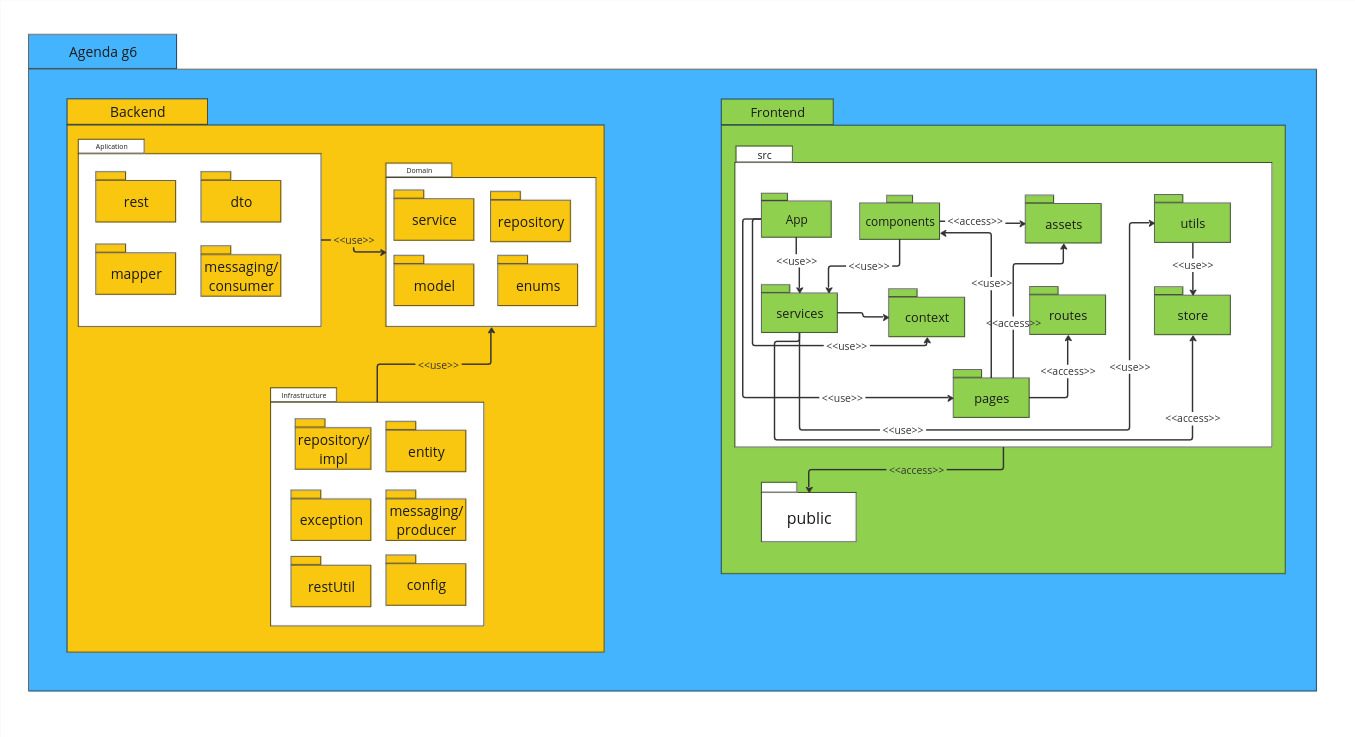 Agenda g6
Backend
Aplication
rest
dto
mapper
messaging/
consumer
<<use>>
Domain
service
repository
model
enums
<<use>>
Infrastructure
repository/
impl
entity
exception
messaging/
producer
restUtil
config
Frontend
src
App
components
<<access>>
assets
utils
<<use>>
<<use>>
<<use>>
<<use>>
services
context
<<access>>
routes
store
<<use>>
<<access>>
<<use>>
<<use>>
pages
<<use>>
<<access>>
<<access>>
public